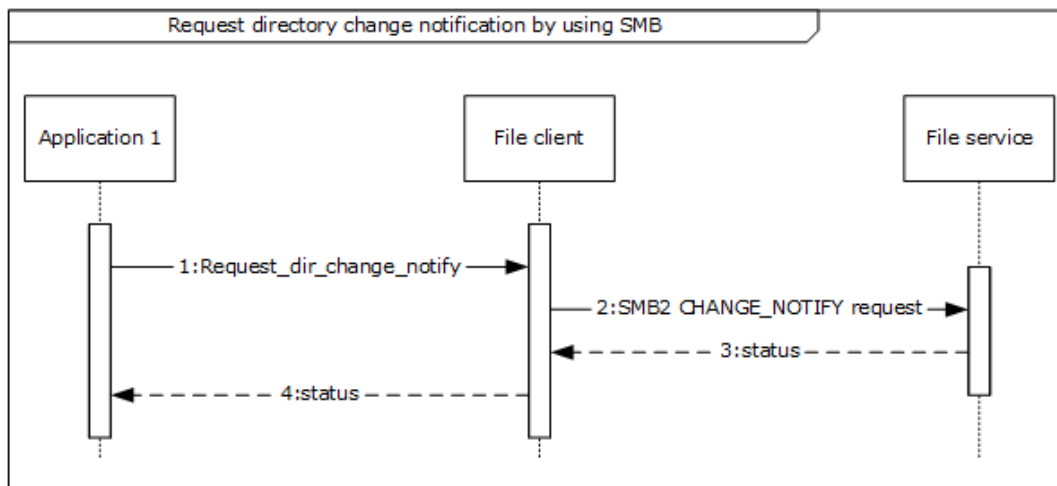 Request directory change notification by using SMB
Application 1
File client
File service
1:Request_dir_change_notify
2:SMB2 CHANGE_NOTIFY request
3:status
4:status